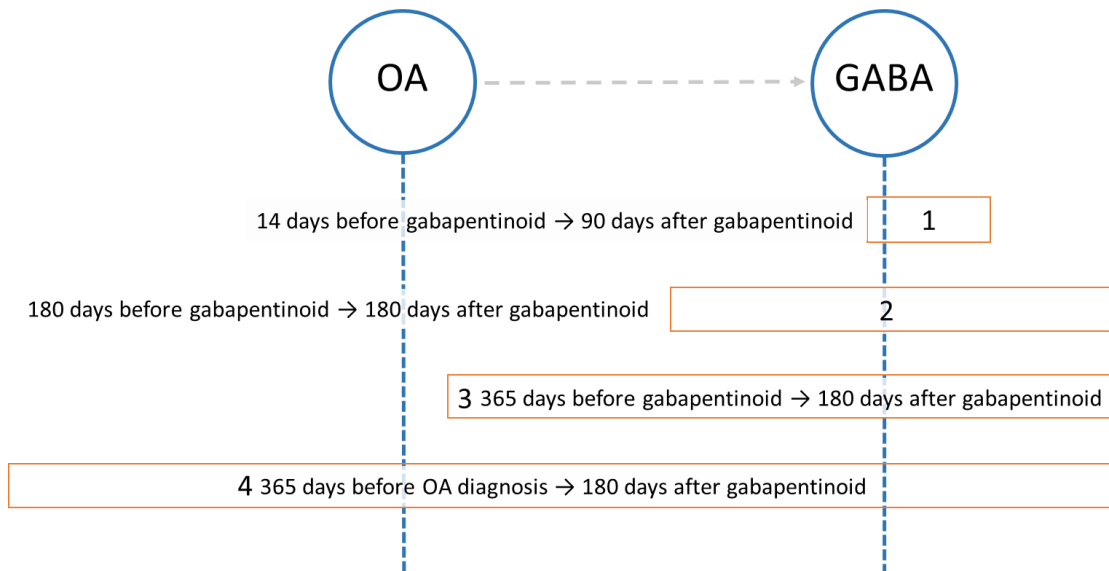 OA
GABA
14 days before gabapentinoid → 90 days after gabapentinoid
1
180 days before gabapentinoid → 180 days after gabapentinoid
2
3 365 days before gabapentinoid → 180 days after gabapentinoid
4 365 days before OA diagnosis → 180 days after gabapentinoid